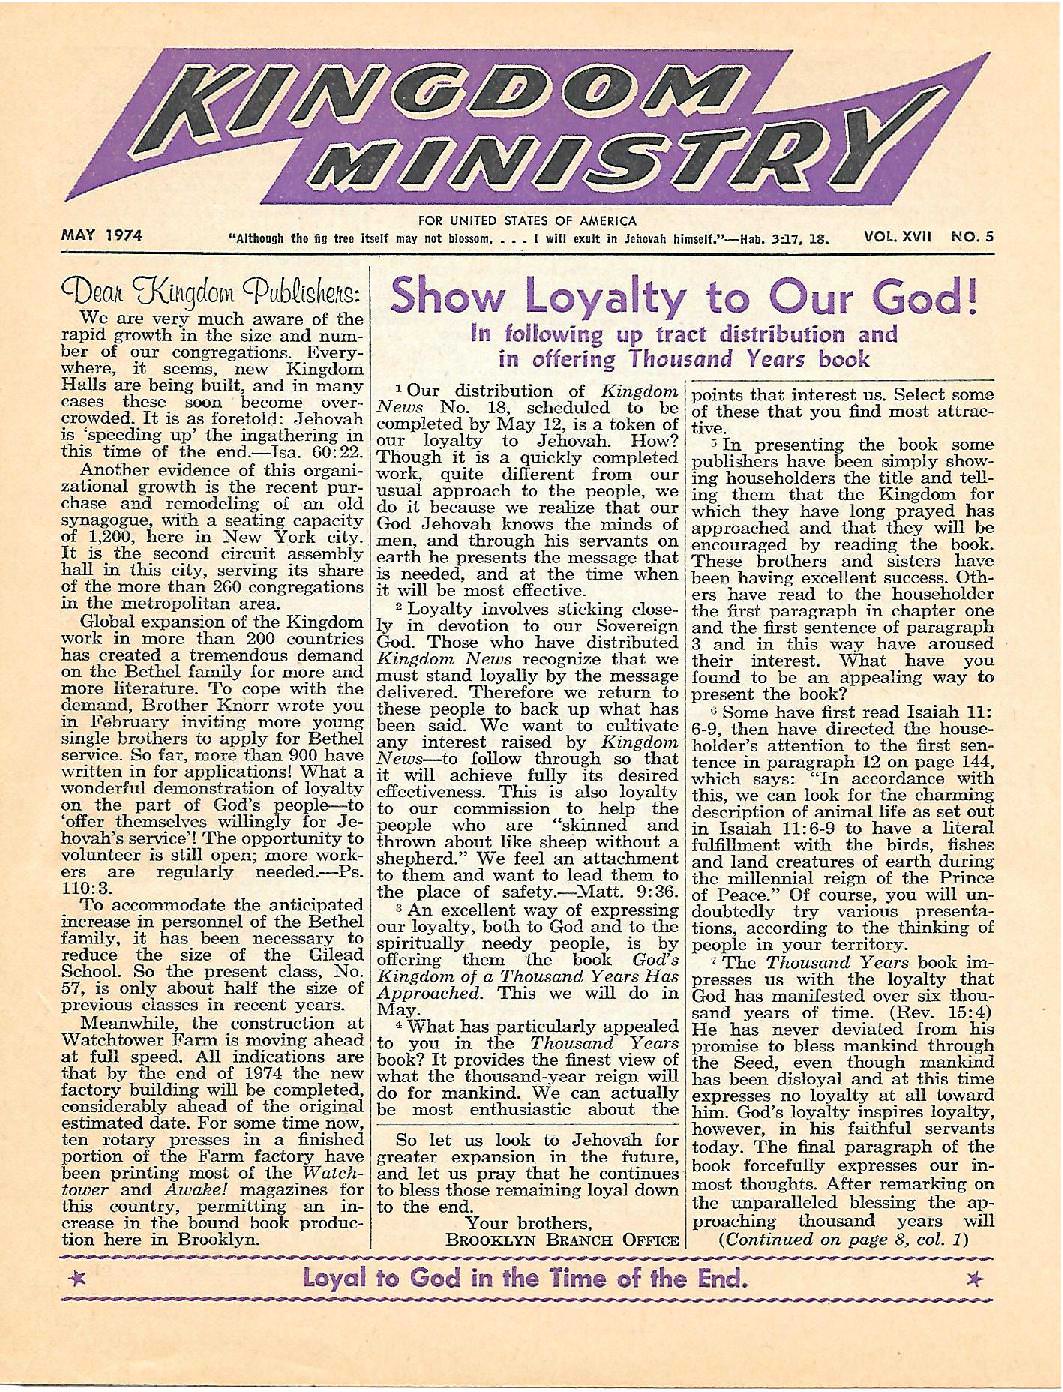 KINGDOM
MINISTRY
FOR UNITED STATES OF AMERICA
MAY 1974
"Although the fig tree itself may not blossom, . . . I will exult in Jehovah himself."—Hab. 3:17, 18.
VOL. XVII NO. 5
Dear Kingdom Publishers:
We are very much aware of the
rapid growth in the size and num-
ber of our congregations. Every-
where, it seems, new Kingdom
Halls are being built, and in many
cases these soon become over-
crowded. It is as foretold: Jehovah
is 'speeding up' the ingathering in
this time of the end.—Isa. 60:22.
Another evidence of this organi-
zational growth is the recent pur-
chase and remodeling of an old
synagogue, with a seating capacity
of 1,200, here in New York city.
It is the second circuit assembly
hall in this city, serving its share
of the more than 260 congregations
in the metropolitan area.
Global expansion of the Kingdom
work in more than 200 countries
has created a tremendous demand
on the Bethel family for more and
more literature. To cope with the
demand, Brother Knorr wrote you
in February inviting more young
single brothers to apply for Bethel
service. So far, more than 900 have
written in for applications! What a
wonderful demonstration of loyalty
on the part of God's people—to
'offer themselves willingly for Je-
hovah's service'! The opportunity to
volunteer is still open; more work-
ers are regularly needed.—Ps.
110:3.
To accommodate the anticipated
increase in personnel of the Bethel
family, it has been necessary to
reduce the size of the Gilead
School. So the present class, No.
57, is only about half the size of
previous classes in recent years.
Meanwhile, the construction at
Watchtower Farm is moving ahead
at full speed. All indications are
that by the end of 1974 the new
factory building will be completed,
considerably ahead of the original
estimated date. For some time now,
ten rotary presses in a finished
portion of the Farm factory have
been printing most of the Watch-
tower and Awake! magazines for
this country, permitting an in-
crease in the bound book produc-
tion here in Brooklyn.
So let us look to Jehovah for
greater expansion in the future,
and let us pray that he continues
to bless those remaining loyal down
to the end.
Your brothers,
BROOKLYN BRANCH OFFICE
Show Loyalty to Our God!
In following up tract distribution and
in offering Thousand Years book
1 Our distribution of Kingdom
News No. 18, scheduled to be
completed by May 12, is a token of
our loyalty to Jehovah. How?
Though it is a quickly completed
work, quite different from our
usual approach to the people, we
do it because we realize that our
God Jehovah knows the minds of
men, and through his servants on
earth he presents the message that
is needed, and at the time when
it will be most effective.
2 Loyalty involves sticking close-
ly in devotion to our Sovereign
God. Those who have distributed
Kingdom News recognize that we
must stand loyally by the message
delivered. Therefore we return to
these people to back up what has
been said. We want to cultivate
any interest raised by Kingdom
News—to follow through so that
it will achieve fully its desired
effectiveness. This is also loyalty
to our commission to help the
people who are "skinned and
thrown about like sheep without a
shepherd." We feel an attachment
to them and want to lead them to
the place of safety.—Matt. 9:36.
3 An excellent way of expressing
our loyalty, both to God and to the
spiritually needy people, is by
offering them the book God's
Kingdom of a Thousand Years Has
Approached. This we will do in
May.
4 What has particularly appealed
to you in the Thousand Years
book? It provides the finest view of
what the thousand-year reign will
do for mankind. We can actually
be most enthusiastic about the
points that interest us. Select some
of these that you find most attrac-
tive.
5 In presenting the book some
publishers have been simply show-
ing householders the title and tell-
ing them that the Kingdom for
which they have long prayed has
approached and that they will be
encouraged by reading the book.
These brothers and sisters have
been having excellent success. Oth-
ers have read to the householder
the first paragraph in chapter one
and the first sentence of paragraph
3 and in this way have aroused
their interest. What have you
found to be an appealing way to
present the book?
6 Some have first read Isaiah 11:
6-9, then have directed the house-
holder's attention to the first sen-
tence in paragraph 12 on page 144,
which says: "In accordance with
this, we can look for the charming
description of animal life as set out
in Isaiah 11:6-9 to have a literal
fulfillment with the birds, fishes
and land creatures of earth during
the millennial reign of the Prince
of Peace." Of course, you will un-
doubtedly try various presenta-
tions, according to the thinking of
people in your territory.
7 The Thousand Years book im-
presses us with the loyalty that
God has manifested over six thou-
sand years of time. (Rev. 15:4)
He has never deviated from his
promise to bless mankind through
the Seed, even though mankind
has been disloyal and at this time
expresses no loyalty at all toward
him. God's loyalty inspires loyalty,
however, in his faithful servants
today. The final paragraph of the
book forcefully expresses our in-
most thoughts. After remarking on
the unparalleled blessing the ap-
proaching thousand years will
(Continued on page 8, col. 1)
Loyal to God in the Time of the End.